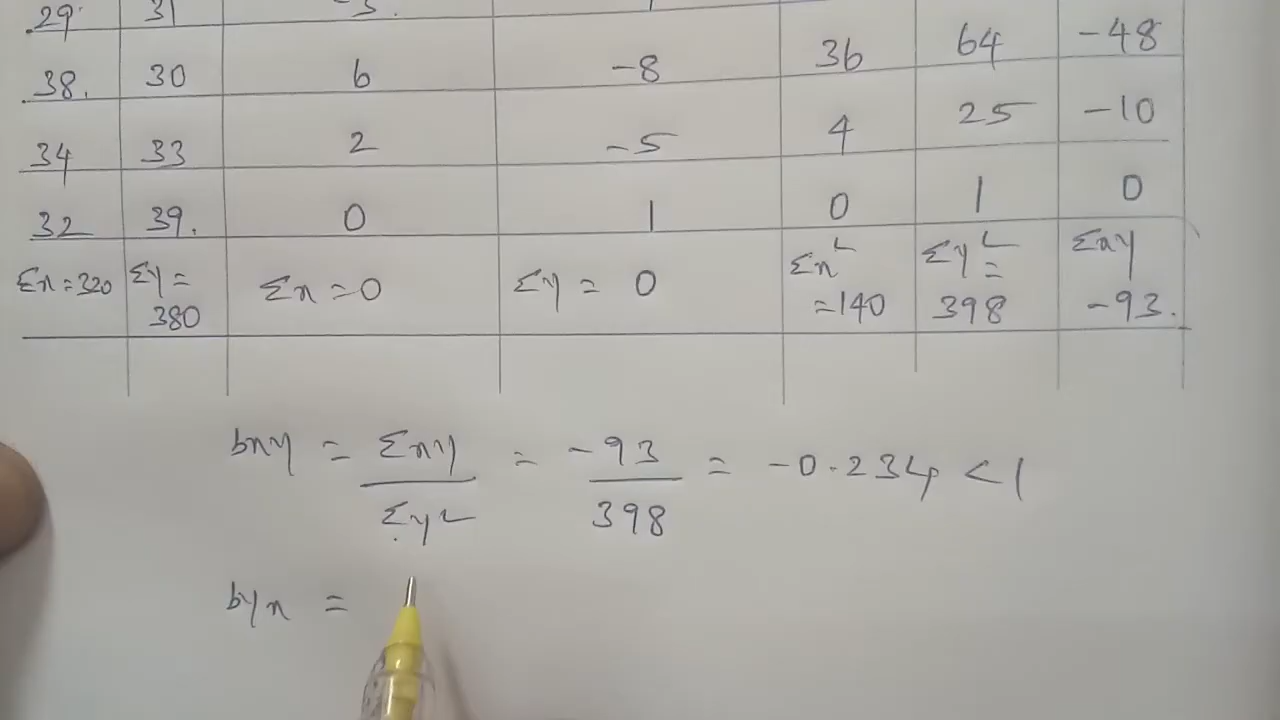 29. 31 -3.
38. 30 6 -8 36 64 -48
34 33 2 -5 4 25 -10
32 39. 0 1 0 1 0
Σx = 320 Σy = 380 Σx = 0 Σy = 0 Σx² = 140 Σy² = 398 Σxy -93.
bxy = Σxy / Σy² = -93 / 398 = -0.234 < 1
byx =